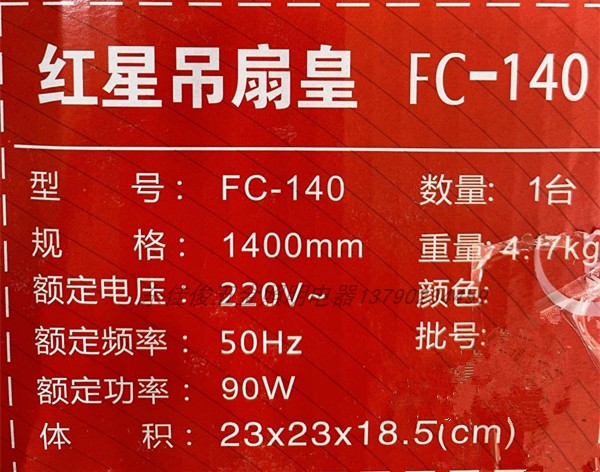 红星吊扇皇 FC-140
型 号： FC-140 数量: 1台
规 格： 1400mm 重量: 4.7kg
额定电压： 220V~ 颜色:
额定频率： 50Hz 批号:
额定功率： 90W
体 积： 23x23x18.5(cm)